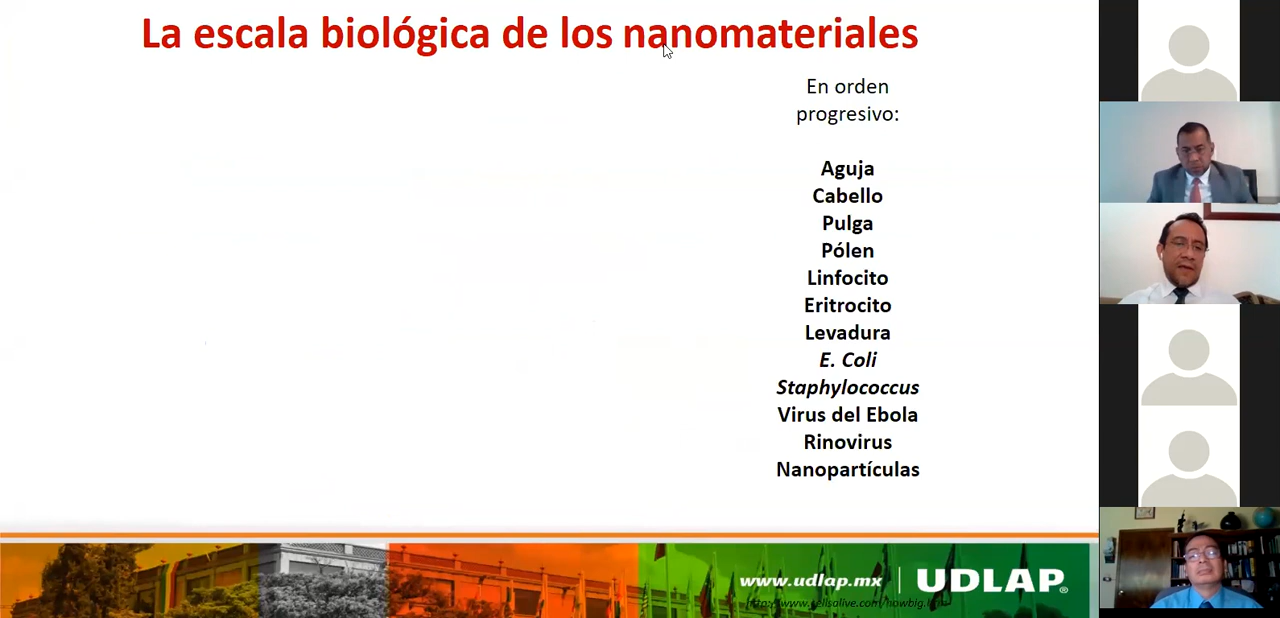 La escala biológica de los nanomateriales
En orden
progresivo:
Aguja
Cabello
Pulga
Pólen
Linfocito
Eritrocito
Levadura
E. Coli
Staphylococcus
Virus del Ebola
Rinovirus
Nanopartículas
www.udlap.mx
UDLAP®